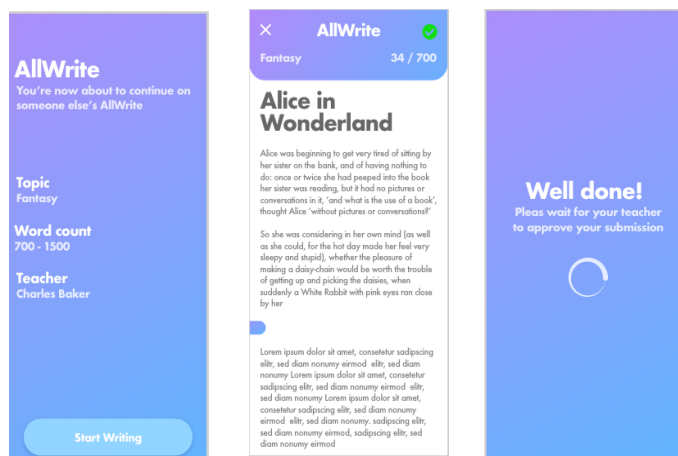 AllWrite
You're now about to continue on
someone else's AllWrite
Topic
Fantasy
Word count
700 - 1500
Teacher
Charles Baker
Start Writing
AllWrite
Fantasy 34 / 700
Alice in
Wonderland
Alice was beginning to get very tired of sitting by
her sister on the bank, and of having nothing to
do: once or twice she had peeped into the book
her sister was reading, but it had no pictures or
conversations in it, 'and what is the use of a book',
thought Alice 'without pictures or conversations?'
So she was considering in her own mind (as well
as she could, for the hot day made her feel very
sleepy and stupid), whether the pleasure of
making a daisy-chain would be worth the trouble
of getting up and picking the daisies, when
suddenly a White Rabbit with pink eyes ran close
by her
Lorem ipsum dolor sit amet, consetetur sadipscing
elitr, sed diam nonumy eirmod elitr, sed diam
nonumy Lorem ipsum dolor sit amet, consetetur
sadipscing elitr, sed diam nonumy eirmod elitr,
sed diam nonumy Lorem ipsum dolor sit amet,
consetetur sadipscing elitr, sed diam nonumy
eirmod elitr, sed diam nonumy. sadipscing elitr,
sed diam nonumy eirmod, sadipscing elitr, sed
diam nonumy eirmod
Well done!
Pleas wait for your teacher
to approve your submission